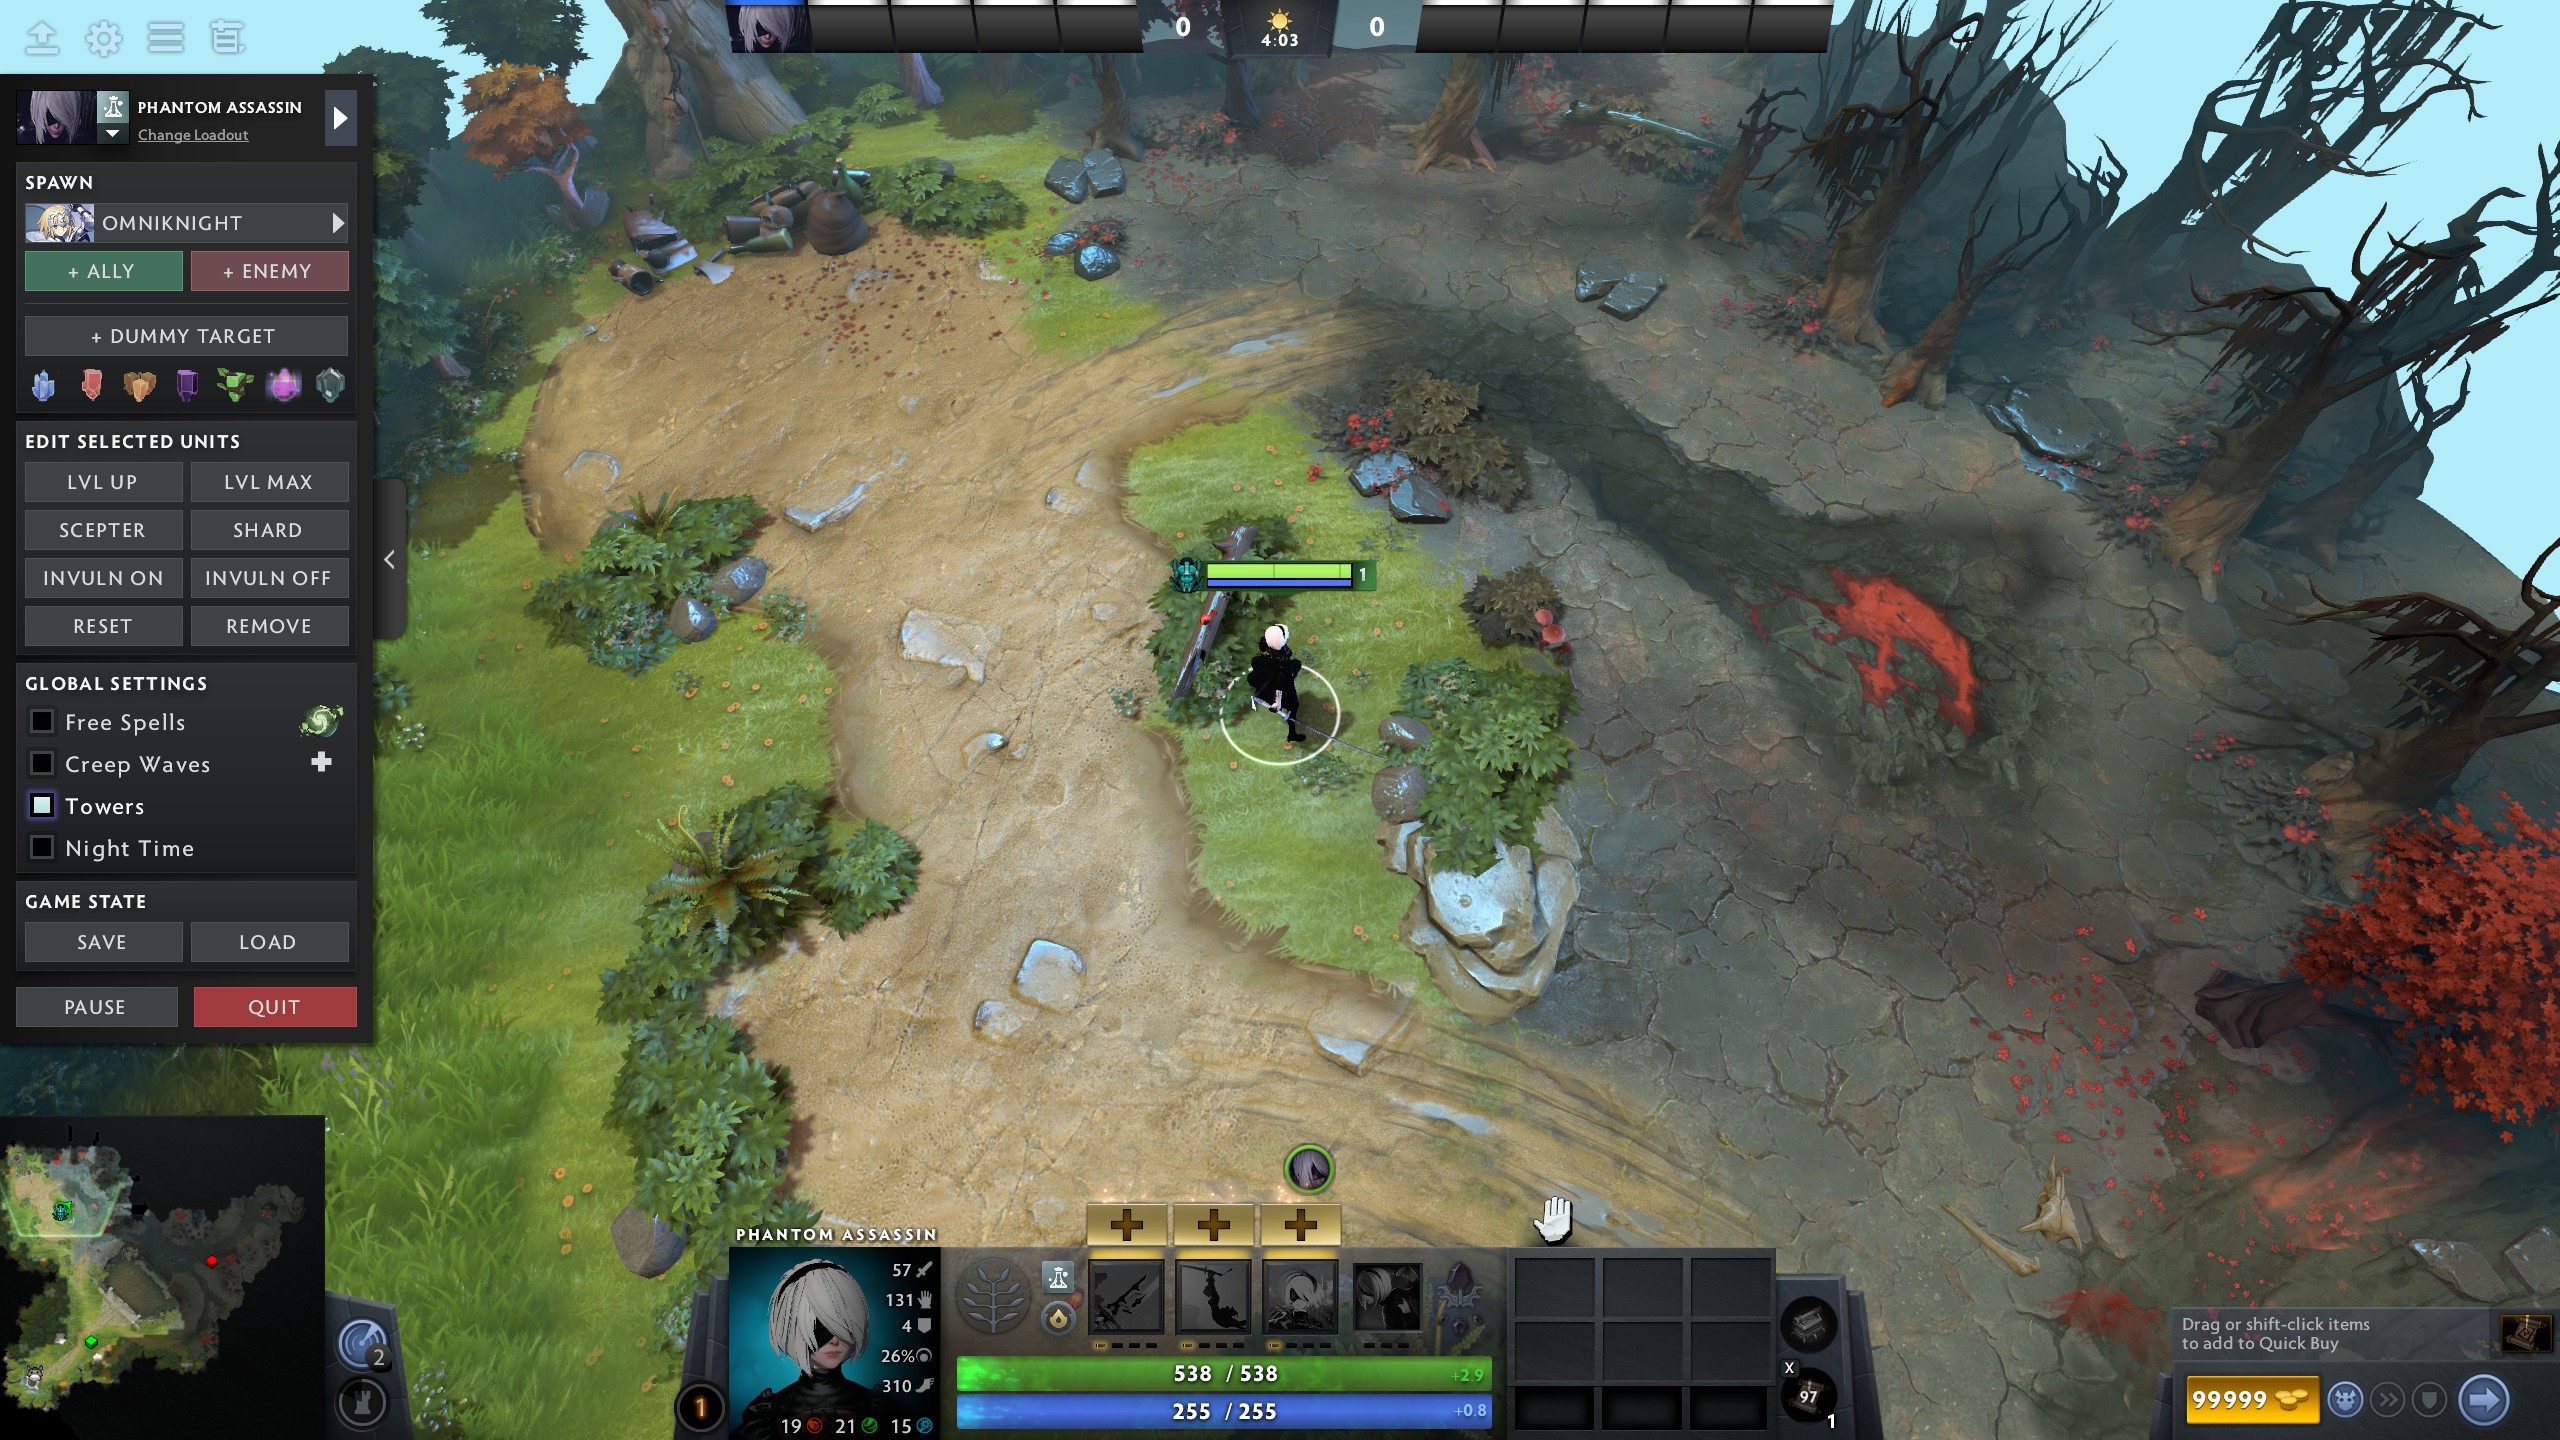 0
4:03
0
PHANTOM ASSASSIN
Change Loadout
SPAWN
OMNIKNIGHT
+ ALLY
+ ENEMY
+ DUMMY TARGET
EDIT SELECTED UNITS
LVL UP
LVL MAX
SCEPTER
SHARD
INVULN ON
INVULN OFF
RESET
REMOVE
GLOBAL SETTINGS
Free Spells
Creep Waves
Towers
Night Time
GAME STATE
SAVE
LOAD
PAUSE
QUIT
1
2
PHANTOM ASSASSIN
57
131
4
26%
310
1
19
21
15
538 / 538
+2.9
255 / 255
+0.8
X
97
1
Drag or shift-click items
to add to Quick Buy
99999